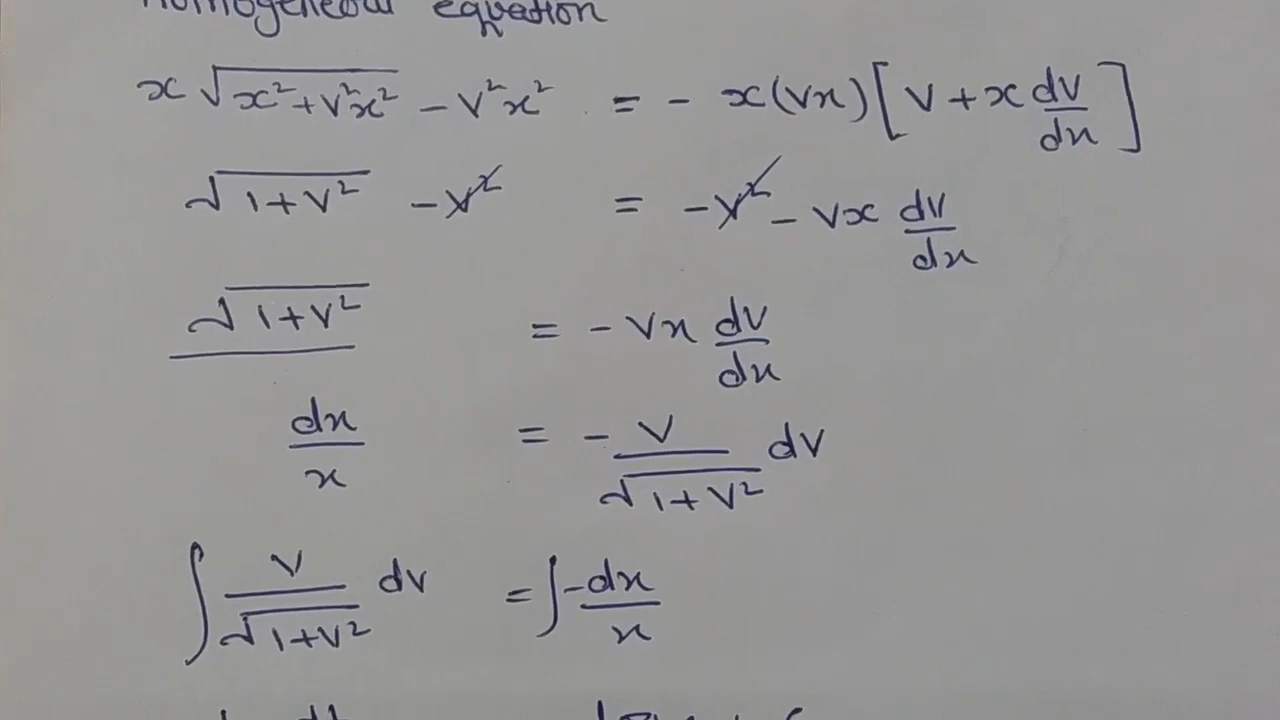 homogeneous equation
x √(x² + v²x²) - v²x² = - x(vx) [v + x dv/dx]
√(1 + v²) - v² = - v² - vx dv/dx
√(1 + v²) = - vx dv/dx
dx/x = - v/√(1 + v²) dv
∫ v/√(1 + v²) dv = ∫ -dx/x